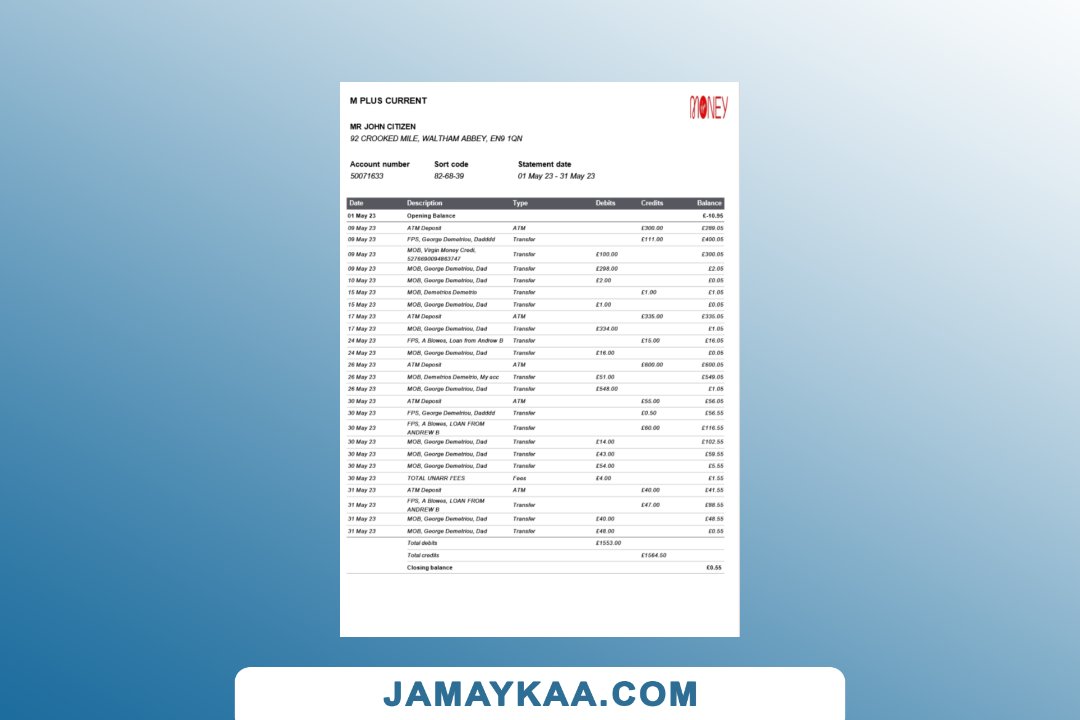 M PLUS CURRENT
MONEY
MR JOHN CITIZEN
92 CROOKED MILE, WALTHAM ABBEY, EN9 1QN
Account number Sort code Statement date
50071633 82-68-39 01 May 23 - 31 May 23
Date Description Type Debits Credits Balance
01 May 23 Opening Balance £-10.95
09 May 23 ATM Deposit ATM £300.00 £289.05
09 May 23 FPS, George Demetriou, Dadddd Transfer £111.00 £400.05
09 May 23 MOB, Virgin Money Credi, 5276690094863747 Transfer £100.00 £300.05
09 May 23 MOB, George Demetriou, Dad Transfer £298.00 £2.05
10 May 23 MOB, George Demetriou, Dad Transfer £2.00 £0.05
15 May 23 MOB, Demetrios Demetrio Transfer £1.00 £1.05
15 May 23 MOB, George Demetriou, Dad Transfer £1.00 £0.05
17 May 23 ATM Deposit ATM £335.00 £335.05
17 May 23 MOB, George Demetriou, Dad Transfer £334.00 £1.05
24 May 23 FPS, A Blowes, Loan from Andrew B Transfer £15.00 £16.05
24 May 23 MOB, George Demetriou, Dad Transfer £16.00 £0.05
26 May 23 ATM Deposit ATM £600.00 £600.05
26 May 23 MOB, Demetrios Demetrio, My acc Transfer £51.00 £549.05
26 May 23 MOB, George Demetriou, Dad Transfer £548.00 £1.05
30 May 23 ATM Deposit ATM £55.00 £56.05
30 May 23 FPS, George Demetriou, Dadddd Transfer £0.50 £56.55
30 May 23 FPS, A Blowes, LOAN FROM ANDREW B Transfer £60.00 £116.55
30 May 23 MOB, George Demetriou, Dad Transfer £14.00 £102.55
30 May 23 MOB, George Demetriou, Dad Transfer £43.00 £59.55
30 May 23 MOB, George Demetriou, Dad Transfer £54.00 £5.55
30 May 23 TOTAL UNARR FEES Fees £4.00 £1.55
31 May 23 ATM Deposit ATM £40.00 £41.55
31 May 23 FPS, A Blowes, LOAN FROM ANDREW B Transfer £47.00 £88.55
31 May 23 MOB, George Demetriou, Dad Transfer £40.00 £48.55
31 May 23 MOB, George Demetriou, Dad Transfer £48.00 £0.55
Total debits £1553.00
Total credits £1564.50
Closing balance £0.55
JAMAYKAA.COM